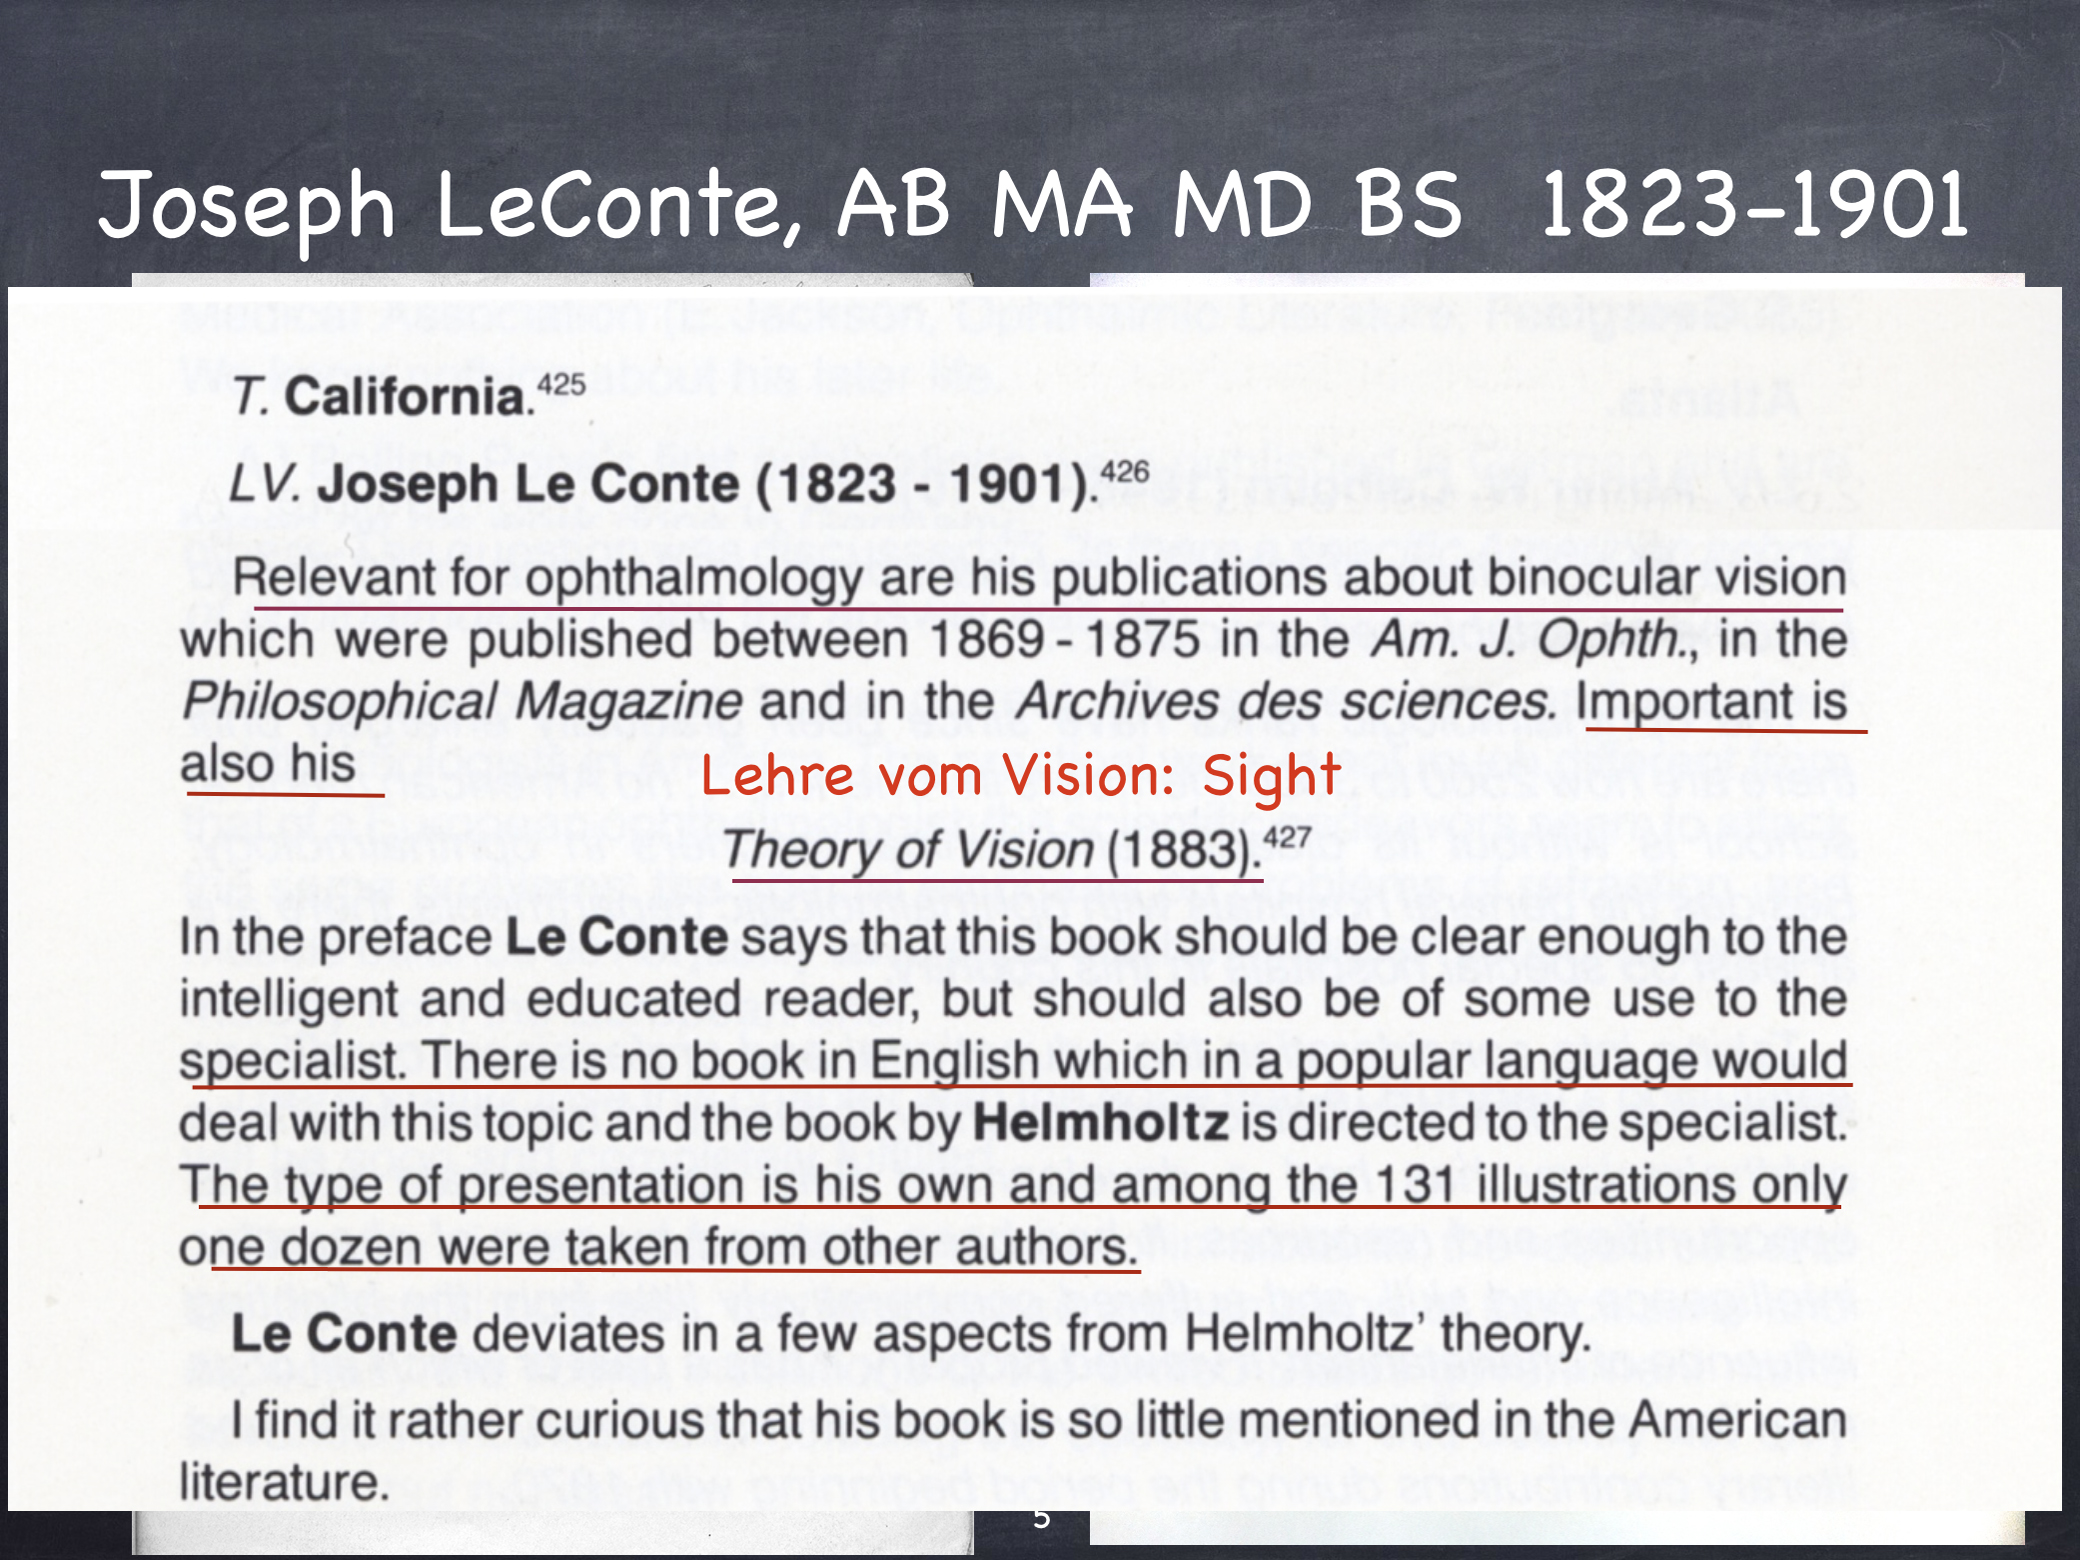 Joseph LeConte, AB MA MD BS 1823-1901
T. California.425
LV. Joseph Le Conte (1823 - 1901).426
Relevant for ophthalmology are his publications about binocular vision
which were published between 1869 - 1875 in the Am. J. Ophth., in the
Philosophical Magazine and in the Archives des sciences. Important is
also his
Lehre vom Vision: Sight
Theory of Vision (1883).427
In the preface Le Conte says that this book should be clear enough to the
intelligent and educated reader, but should also be of some use to the
specialist. There is no book in English which in a popular language would
deal with this topic and the book by Helmholtz is directed to the specialist.
The type of presentation is his own and among the 131 illustrations only
one dozen were taken from other authors.
Le Conte deviates in a few aspects from Helmholtz’ theory.
I find it rather curious that his book is so little mentioned in the American
literature.
5